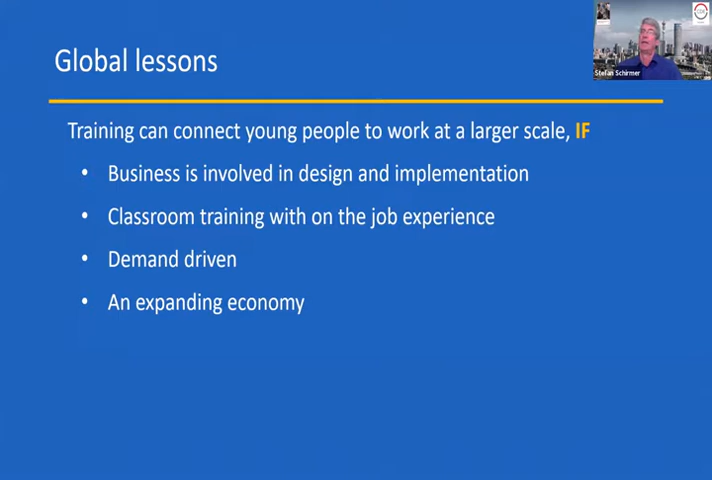 Global lessons
Stefan Schirmer
Training can connect young people to work at a larger scale, IF
• Business is involved in design and implementation
• Classroom training with on the job experience
• Demand driven
• An expanding economy